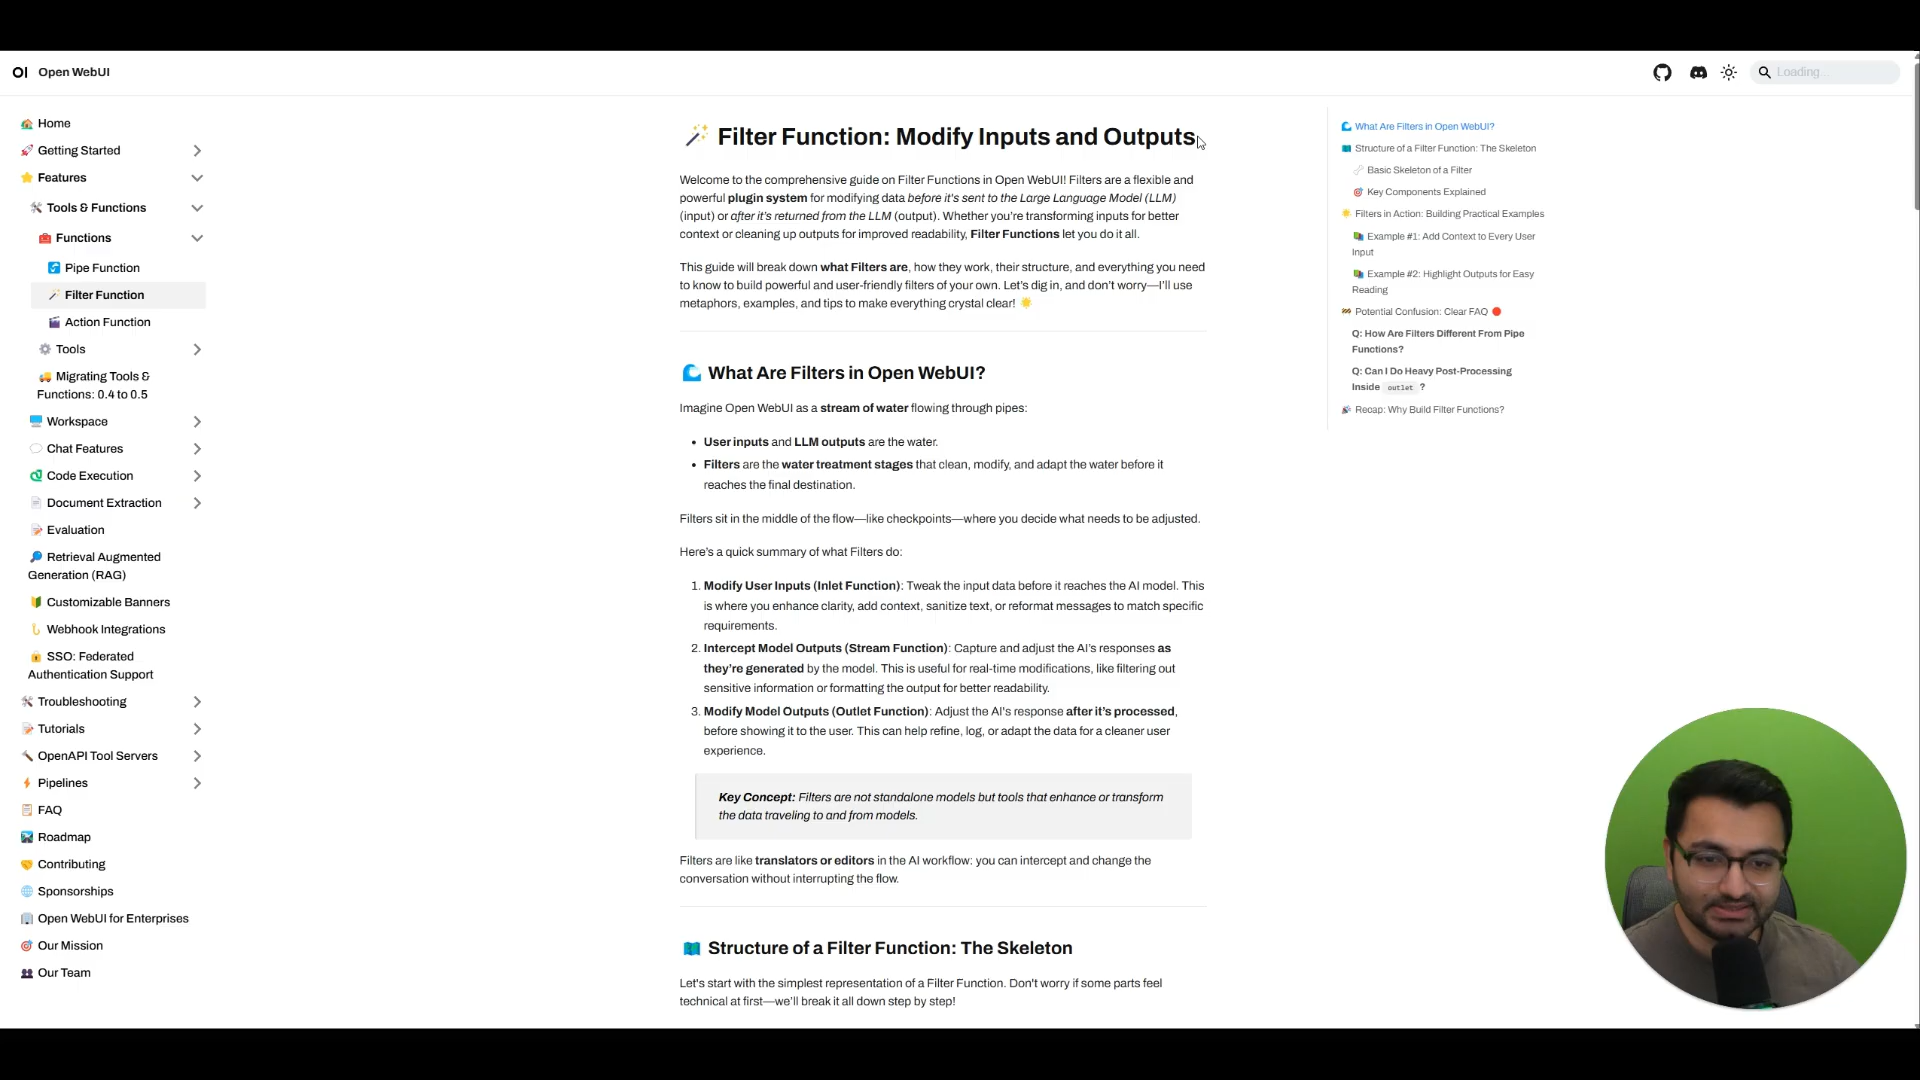 OI Open WebUI
Loading...
Home
Getting Started
Features
Tools & Functions
Functions
Pipe Function
Filter Function
Action Function
Tools
Migrating Tools &
Functions: 0.4 to 0.5
Workspace
Chat Features
Code Execution
Document Extraction
Evaluation
Retrieval Augmented
Generation (RAG)
Customizable Banners
Webhook Integrations
SSO: Federated
Authentication Support
Troubleshooting
Tutorials
OpenAPI Tool Servers
Pipelines
FAQ
Roadmap
Contributing
Sponsorships
Open WebUI for Enterprises
Our Mission
Our Team
Filter Function: Modify Inputs and Outputs
Welcome to the comprehensive guide on Filter Functions in Open WebUI! Filters are a flexible and
powerful plugin system for modifying data before it's sent to the Large Language Model (LLM)
(input) or after it's returned from the LLM (output). Whether you're transforming inputs for better
context or cleaning up outputs for improved readability, Filter Functions let you do it all.
This guide will break down what Filters are, how they work, their structure, and everything you need
to know to build powerful and user-friendly filters of your own. Let's dig in, and don't worry—I'll use
metaphors, examples, and tips to make everything crystal clear!
What Are Filters in Open WebUI?
Imagine Open WebUI as a stream of water flowing through pipes:
• User inputs and LLM outputs are the water.
• Filters are the water treatment stages that clean, modify, and adapt the water before it
reaches the final destination.
Filters sit in the middle of the flow—like checkpoints—where you decide what needs to be adjusted.
Here's a quick summary of what Filters do:
1. Modify User Inputs (Inlet Function): Tweak the input data before it reaches the AI model. This
is where you enhance clarity, add context, sanitize text, or reformat messages to match specific
requirements.
2. Intercept Model Outputs (Stream Function): Capture and adjust the AI's responses as
they're generated by the model. This is useful for real-time modifications, like filtering out
sensitive information or formatting the output for better readability.
3. Modify Model Outputs (Outlet Function): Adjust the AI's response after it's processed,
before showing it to the user. This can help refine, log, or adapt the data for a cleaner user
experience.
Key Concept: Filters are not standalone models but tools that enhance or transform
the data traveling to and from models.
Filters are like translators or editors in the AI workflow: you can intercept and change the
conversation without interrupting the flow.
Structure of a Filter Function: The Skeleton
Let's start with the simplest representation of a Filter Function. Don't worry if some parts feel
technical at first—we'll break it all down step by step!
What Are Filters in Open WebUI?
Structure of a Filter Function: The Skeleton
Basic Skeleton of a Filter
Key Components Explained
Filters in Action: Building Practical Examples
Example #1: Add Context to Every User
Input
Example #2: Highlight Outputs for Easy
Reading
Potential Confusion: Clear FAQ
Q: How Are Filters Different From Pipe
Functions?
Q: Can I Do Heavy Post-Processing
Inside outlet ?
Recap: Why Build Filter Functions?